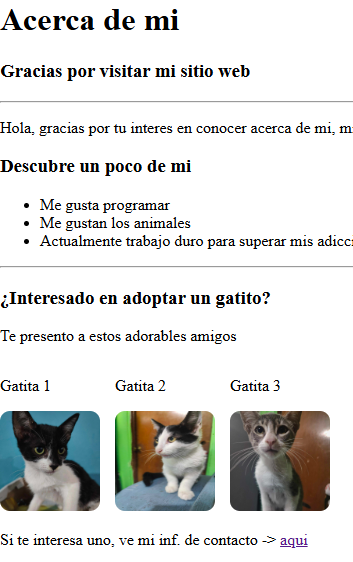 Acerca de mi
Gracias por visitar mi sitio web
Hola, gracias por tu interes en conocer acerca de mi,
Descubre un poco de mi
Me gusta programar
Me gustan los animales
Actualmente trabajo duro para superar mis
¿Interesado en adoptar un gatito?
Te presento a estos adorables amigos
Gatita 1 Gatita 2 Gatita 3
Si te interesa uno, ve mi inf. de contacto -> aqui